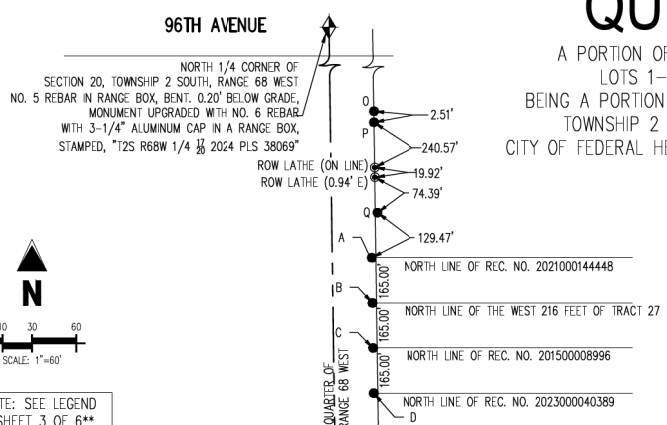 QU
96TH AVENUE
NORTH 1/4 CORNER OF
SECTION 20, TOWNSHIP 2 SOUTH, RANGE 68 WEST
NO. 5 REBAR IN RANGE BOX, BENT. 0.20' BELOW GRADE,
MONUMENT UPGRADED WITH NO. 6 REBAR
WITH 3-1/4" ALUMINUM CAP IN A RANGE BOX,
STAMPED, "T2S R68W 1/4 17/20 2024 PLS 38069"
A PORTION OF
LOTS 1-
BEING A PORTION
TOWNSHIP 2
CITY OF FEDERAL HE
O
2.51'
P
240.57'
ROW LATHE (ON LINE)
19.92'
ROW LATHE (0.94' E)
74.39'
Q
129.47'
A
NORTH LINE OF REC. NO. 2021000144448
165.00'
B
NORTH LINE OF THE WEST 216 FEET OF TRACT 27
165.00'
C
NORTH LINE OF REC. NO. 201500008996
165.00'
NORTH LINE OF REC. NO. 2023000040389
D
QUARTER OF
RANGE 68 WEST
N
30
60
SCALE: 1"=60'
TE: SEE LEGEND
SHEET 3 OF 6**